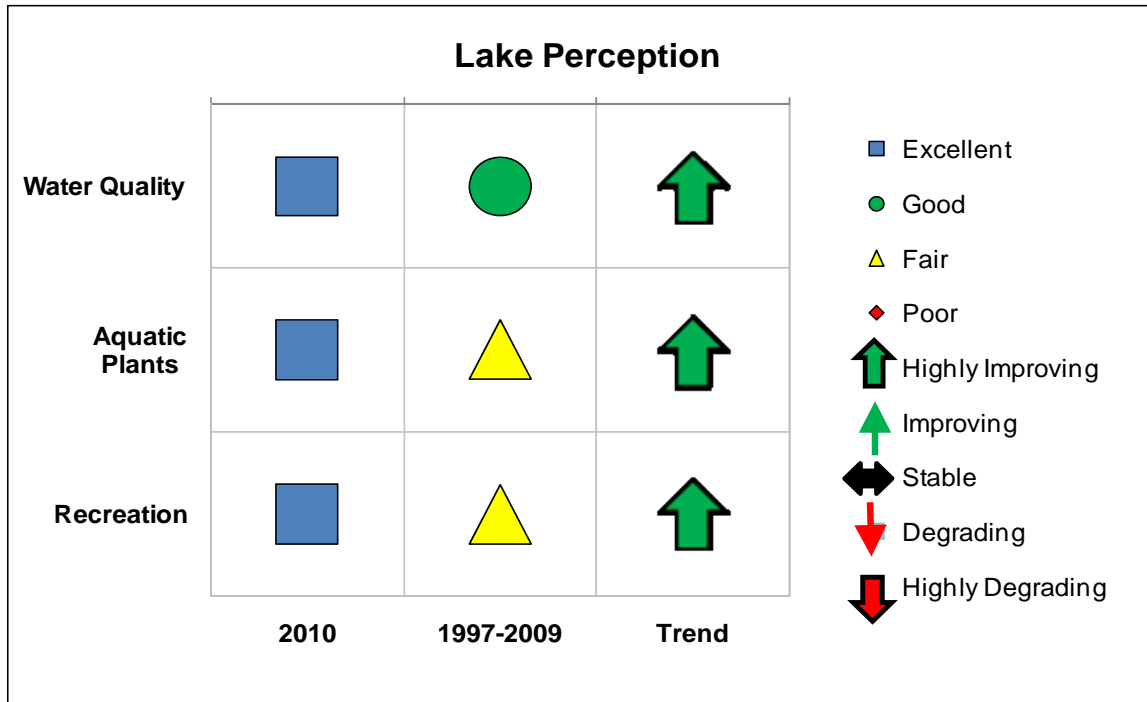 Lake Perception
Water Quality
Aquatic
Plants
Recreation
2010
1997-2009
Trend
Excellent
Good
Fair
Poor
Highly Improving
Improving
Stable
Degrading
Highly Degrading